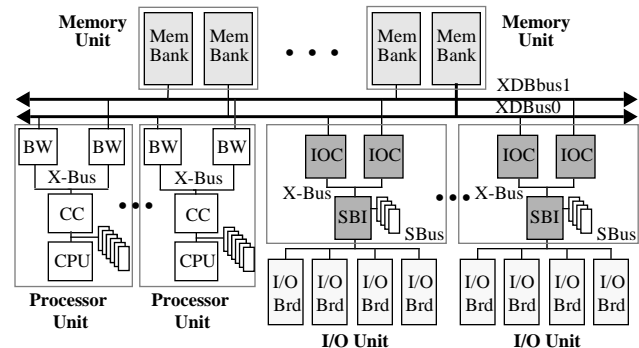 Memory Unit
Mem Bank
Mem Bank
Mem Bank
Mem Bank
Memory Unit
XDBbus1
XDBus0
BW
BW
BW
BW
IOC
IOC
IOC
IOC
X-Bus
X-Bus
X-Bus
X-Bus
CC
CC
SBI
SBI
SBus
SBus
CPU
CPU
I/O Brd
I/O Brd
I/O Brd
I/O Brd
I/O Brd
I/O Brd
I/O Brd
I/O Brd
Processor Unit
Processor Unit
I/O Unit
I/O Unit